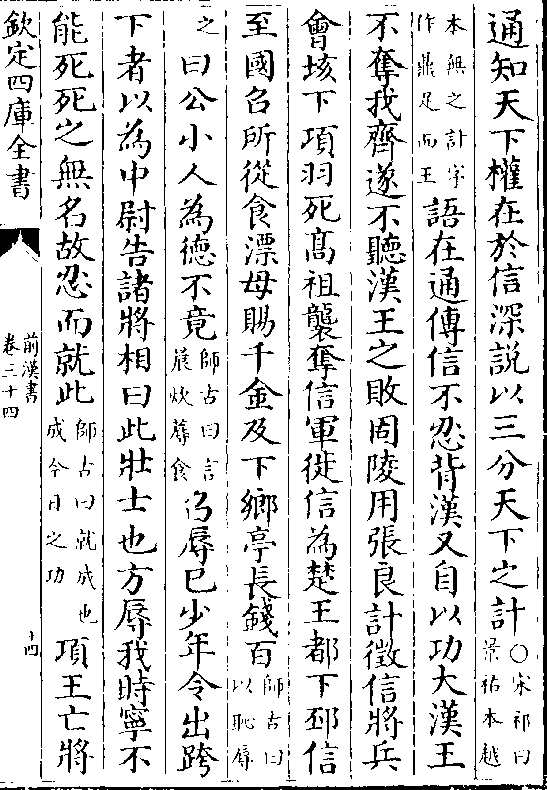 通知天下權在於信深説以三分天下之計○宋祁曰景祐本越
本無之計字作鼎足而王語在通傳信不忍背漢又自以功大漢王
不奪我齊遂不聽漢王之敗固陵用張良計徵信將兵
會垓下項羽死髙祖襲奪信軍徙信為楚王都下邳信
至國召所從食漂母賜千金及下鄉亭長錢百師古曰以恥辱
之曰公小人為德不竟師古曰言晨炊蓐食召辱已少年令出跨
下者以為中尉告諸將相曰此壯士也方辱我時寧不
能死死之無名故忍而就此師古曰就成也成今日之功項王亡將
欽定四庫全書
前漢書
卷三十四
十四